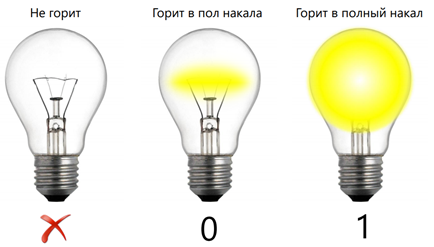 Не горит
Горит в пол накала
Горит в полный накал
0
1